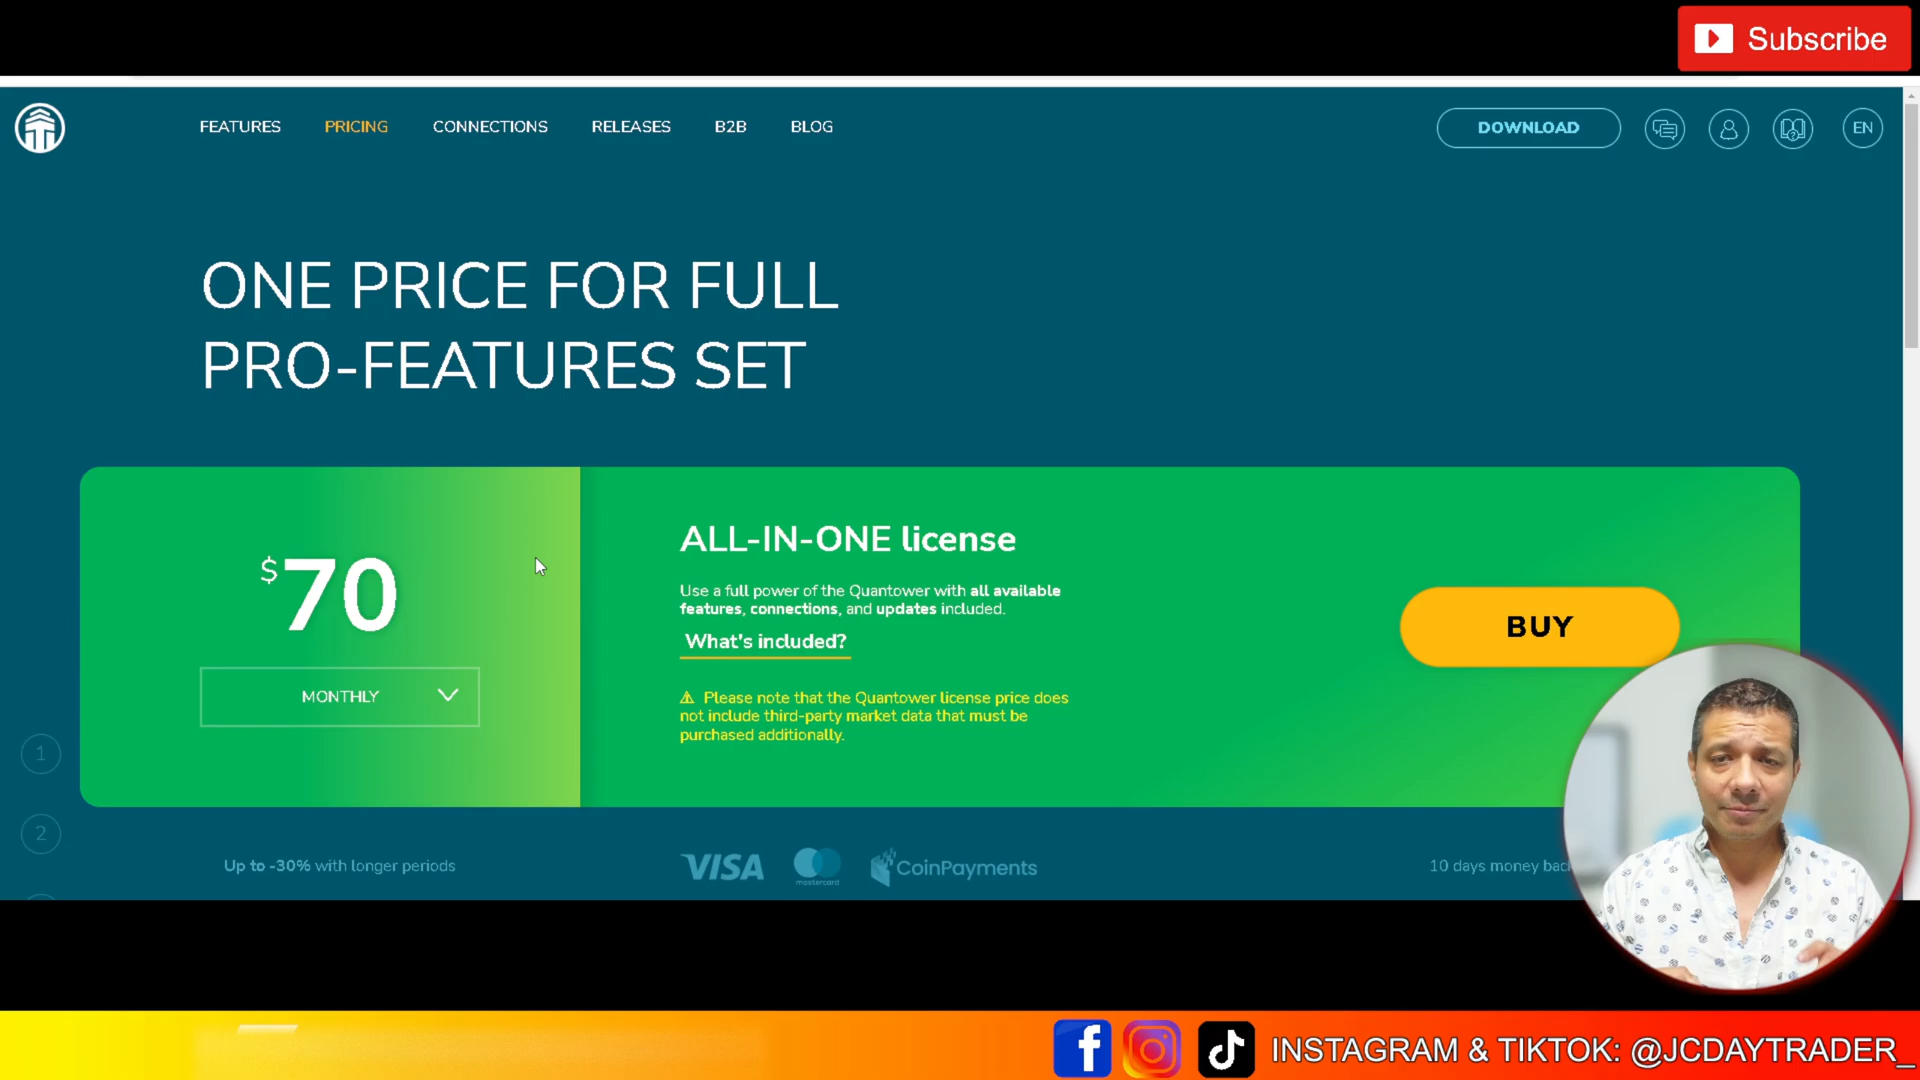 Subscribe
FEATURES PRICING CONNECTIONS RELEASES B2B BLOG DOWNLOAD EN
ONE PRICE FOR FULL
PRO-FEATURES SET
$70
MONTHLY
ALL-IN-ONE license
Use a full power of the Quantower with all available
features, connections, and updates included.
What's included?
⚠ Please note that the Quantower license price does
not include third-party market data that must be
purchased additionally.
BUY
1
2
Up to -30% with longer periods
VISA
mastercard
CoinPayments
10 days money
INSTAGRAM & TIKTOK: @JCDAYTRADER_